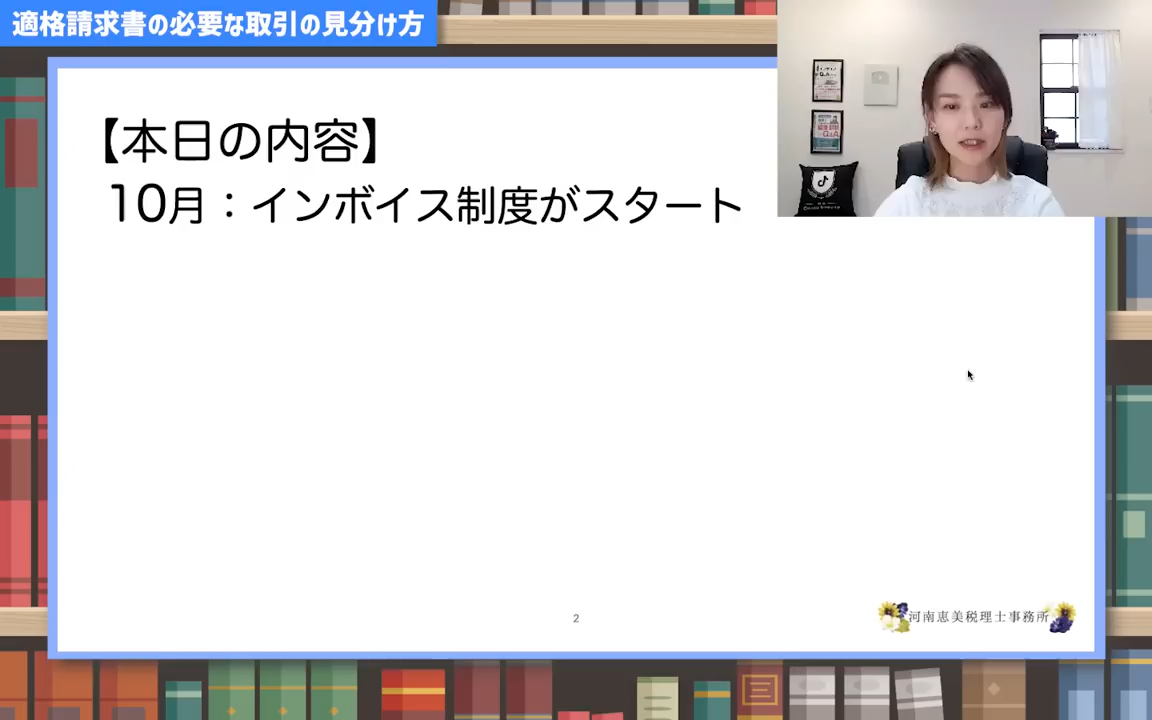 適格請求書の必要な取引の見分け方
【本日の内容】
10月：インボイス制度がスタート
Q&A
Q&A
2
河南恵美税理士事務所